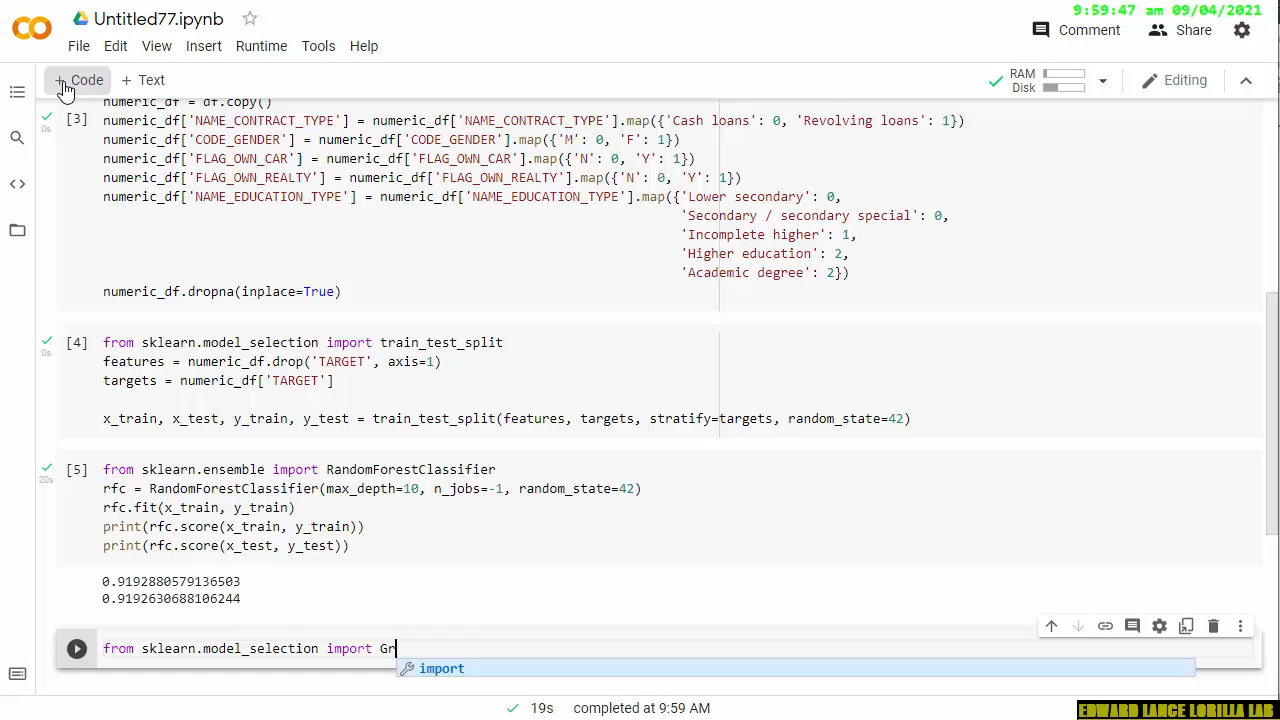 9:59:47 am 09/04/2021
Untitled77.ipynb
Comment
Share
File Edit View Insert Runtime Tools Help
+ Code + Text
RAM
Disk
Editing
numeric_df = df.copy()
[3] numeric_df['NAME_CONTRACT_TYPE'] = numeric_df['NAME_CONTRACT_TYPE'].map({'Cash loans': 0, 'Revolving loans': 1})
0s
numeric_df['CODE_GENDER'] = numeric_df['CODE_GENDER'].map({'M': 0, 'F': 1})
numeric_df['FLAG_OWN_CAR'] = numeric_df['FLAG_OWN_CAR'].map({'N': 0, 'Y': 1})
numeric_df['FLAG_OWN_REALTY'] = numeric_df['FLAG_OWN_REALTY'].map({'N': 0, 'Y': 1})
numeric_df['NAME_EDUCATION_TYPE'] = numeric_df['NAME_EDUCATION_TYPE'].map({'Lower secondary': 0,
'Secondary / secondary special': 0,
'Incomplete higher': 1,
'Higher education': 2,
'Academic degree': 2})
numeric_df.dropna(inplace=True)
[4] from sklearn.model_selection import train_test_split
0s
features = numeric_df.drop('TARGET', axis=1)
targets = numeric_df['TARGET']
x_train, x_test, y_train, y_test = train_test_split(features, targets, stratify=targets, random_state=42)
[5] from sklearn.ensemble import RandomForestClassifier
20s
rfc = RandomForestClassifier(max_depth=10, n_jobs=-1, random_state=42)
rfc.fit(x_train, y_train)
print(rfc.score(x_train, y_train))
print(rfc.score(x_test, y_test))
0.9192880579136503
0.9192630688106244
from sklearn.model_selection import Gr
import
19s completed at 9:59 AM
EDWARD LANCE LORILLA LAB